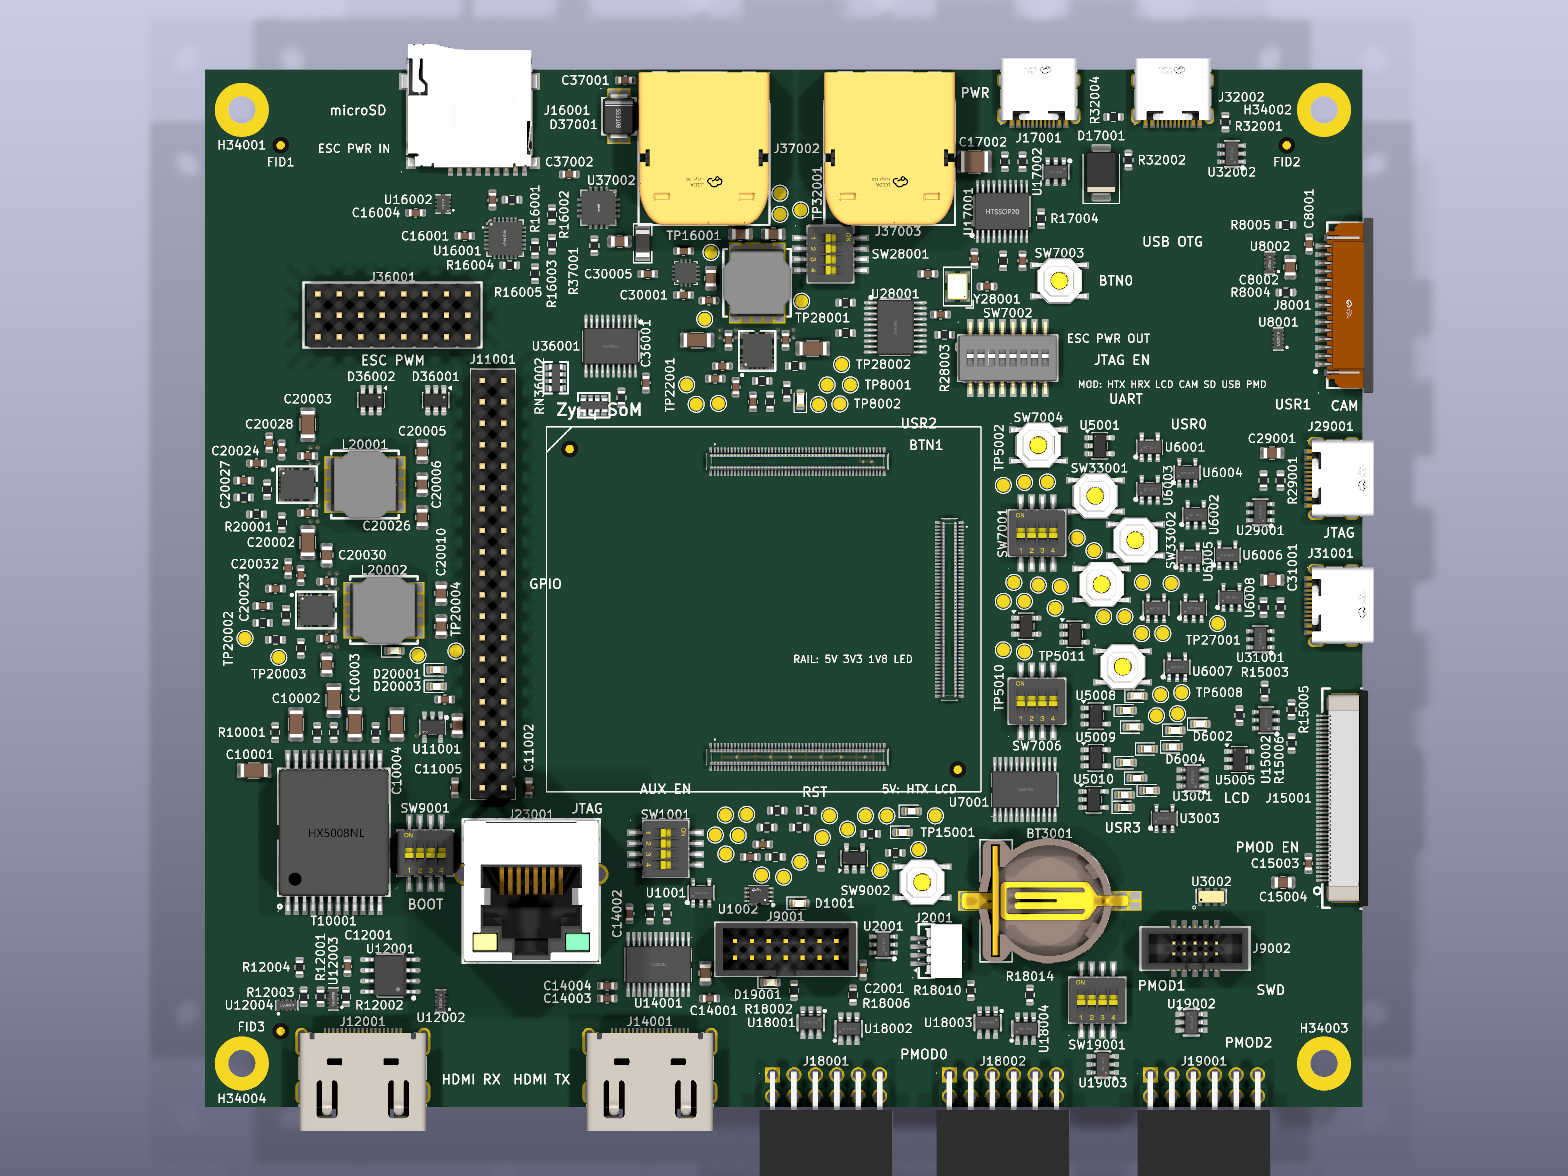 C37001
microSD
J16001
D37001
PWR
R32004
J32002
H34002
R32001
H34001
FID1
ESC PWR IN
J37002
C17002
J17001
D17001
R32002
FID2
U32002
C37002
U37002
U17002
U16002
C16004
R16001
R16002
TP32001
U17001
HTSSOP20
R17004
C8001
R8005
C16001
U16001
R16004
TP16001
J37003
SW28001
SW7003
USB OTG
U8002
C30005
R16003
R37001
R16005
C30001
BTN0
C8002
R8004
J8001
J36001
U28001
Y28001
TP28001
SW7002
U8001
U36001
C36001
ESC PWR OUT
ESC PWM
J11001
TP28002
R28003
JTAG EN
D36002
D36001
RN36002
TP22001
TP8001
MOD: HTX HRX LCD CAM SD USB PMD
C20003
TP8002
UART
USR1
CAM
C20028
C20005
USR2
SW7004
U5001
USR0
J29001
C20024
L20001
BTN1
TP5002
U6001
C29001
C20027
C20006
SW33001
U6003
U6004
R29001
R20001
C20026
SW7001
U6002
U29001
C20002
C20010
SW33002
JTAG
C20030
U6005
U6006
J31001
C20032
L20002
GPIO
C31001
C20023
TP20004
U6008
TP20002
TP27001
RAIL: 5V 3V3 1V8 LED
TP5011
U31001
TP20003
C10003
D20001
D20003
TP5010
U6007
R15003
C10002
U5008
TP6008
R15005
R10001
U11001
C11002
U5009
D6002
SW7006
U15002
R15006
C10001
C10004
C11005
U5010
D6004
U5005
AUX EN
RST
5V: HTX LCD
U7001
U3001
LCD
J15001
SW9001
J23001
JTAG
SW1001
TP15001
BT3001
USR3
U3003
HX5008NL
PMOD EN
C15003
BOOT
U1001
SW9002
U3002
C15004
T10001
C14002
U1002
D1001
J9001
U2001
J2001
C12001
U12001
R12001
U12003
R12004
J9002
R12003
U12004
R12002
U12002
C14004
C14003
U14001
C14001
D19001
R18002
C2001
R18006
R18010
R18014
PMOD1
SWD
FID3
J12001
J14001
U18001
U18002
U18003
U18004
SW19001
U19002
H34003
HDMI RX
HDMI TX
J18001
PMOD0
J18002
U19003
J19001
PMOD2
H34004